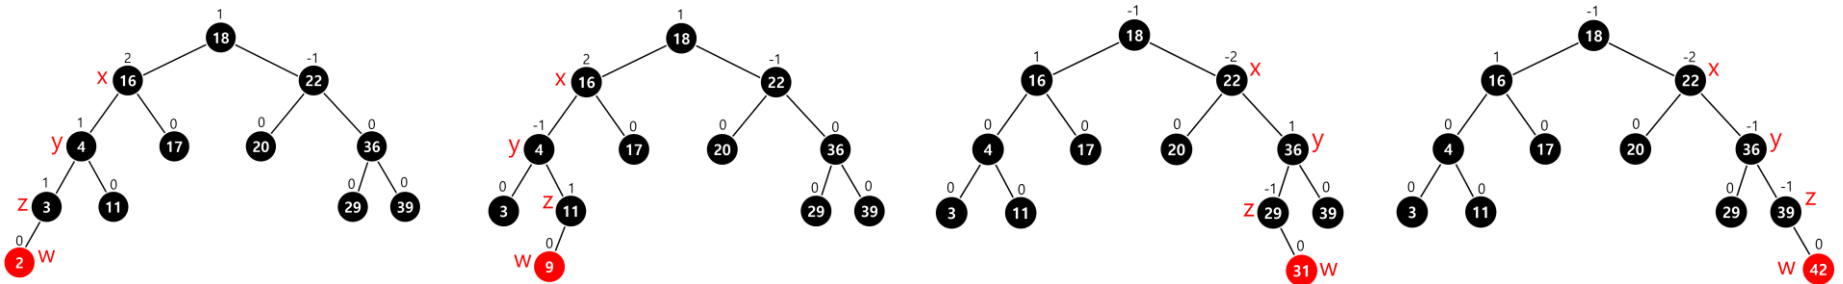 1 1 -1 -1
18 18 18 18
2 -1 2 -1 1 -2 1 -2
x 16 22 x 16 22 16 22 x 16 22 x
1 0 0 0 -1 0 0 0 0 0 0 1 0 0 0 -1
y 4 17 20 36 y 4 17 20 36 4 17 20 36 y 4 17 20 36 y
1 0 0 0 0 1 0 0 0 0 -1 0 0 0 0 -1
z 3 11 29 39 3 z 11 29 39 3 11 z 29 39 3 11 29 39 z
0 0 0 0
2 w w 9 31 w w 42